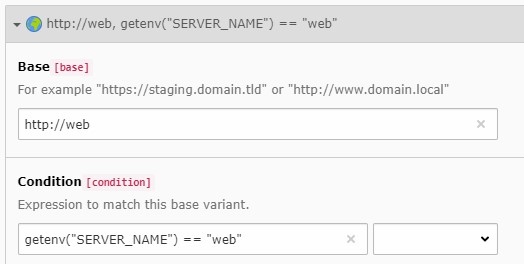 http://web, getenv("SERVER_NAME") == "web"
Base [base]
For example "https://staging.domain.tld" or "http://www.domain.local"
http://web
Condition [condition]
Expression to match this base variant.
getenv("SERVER_NAME") == "web"